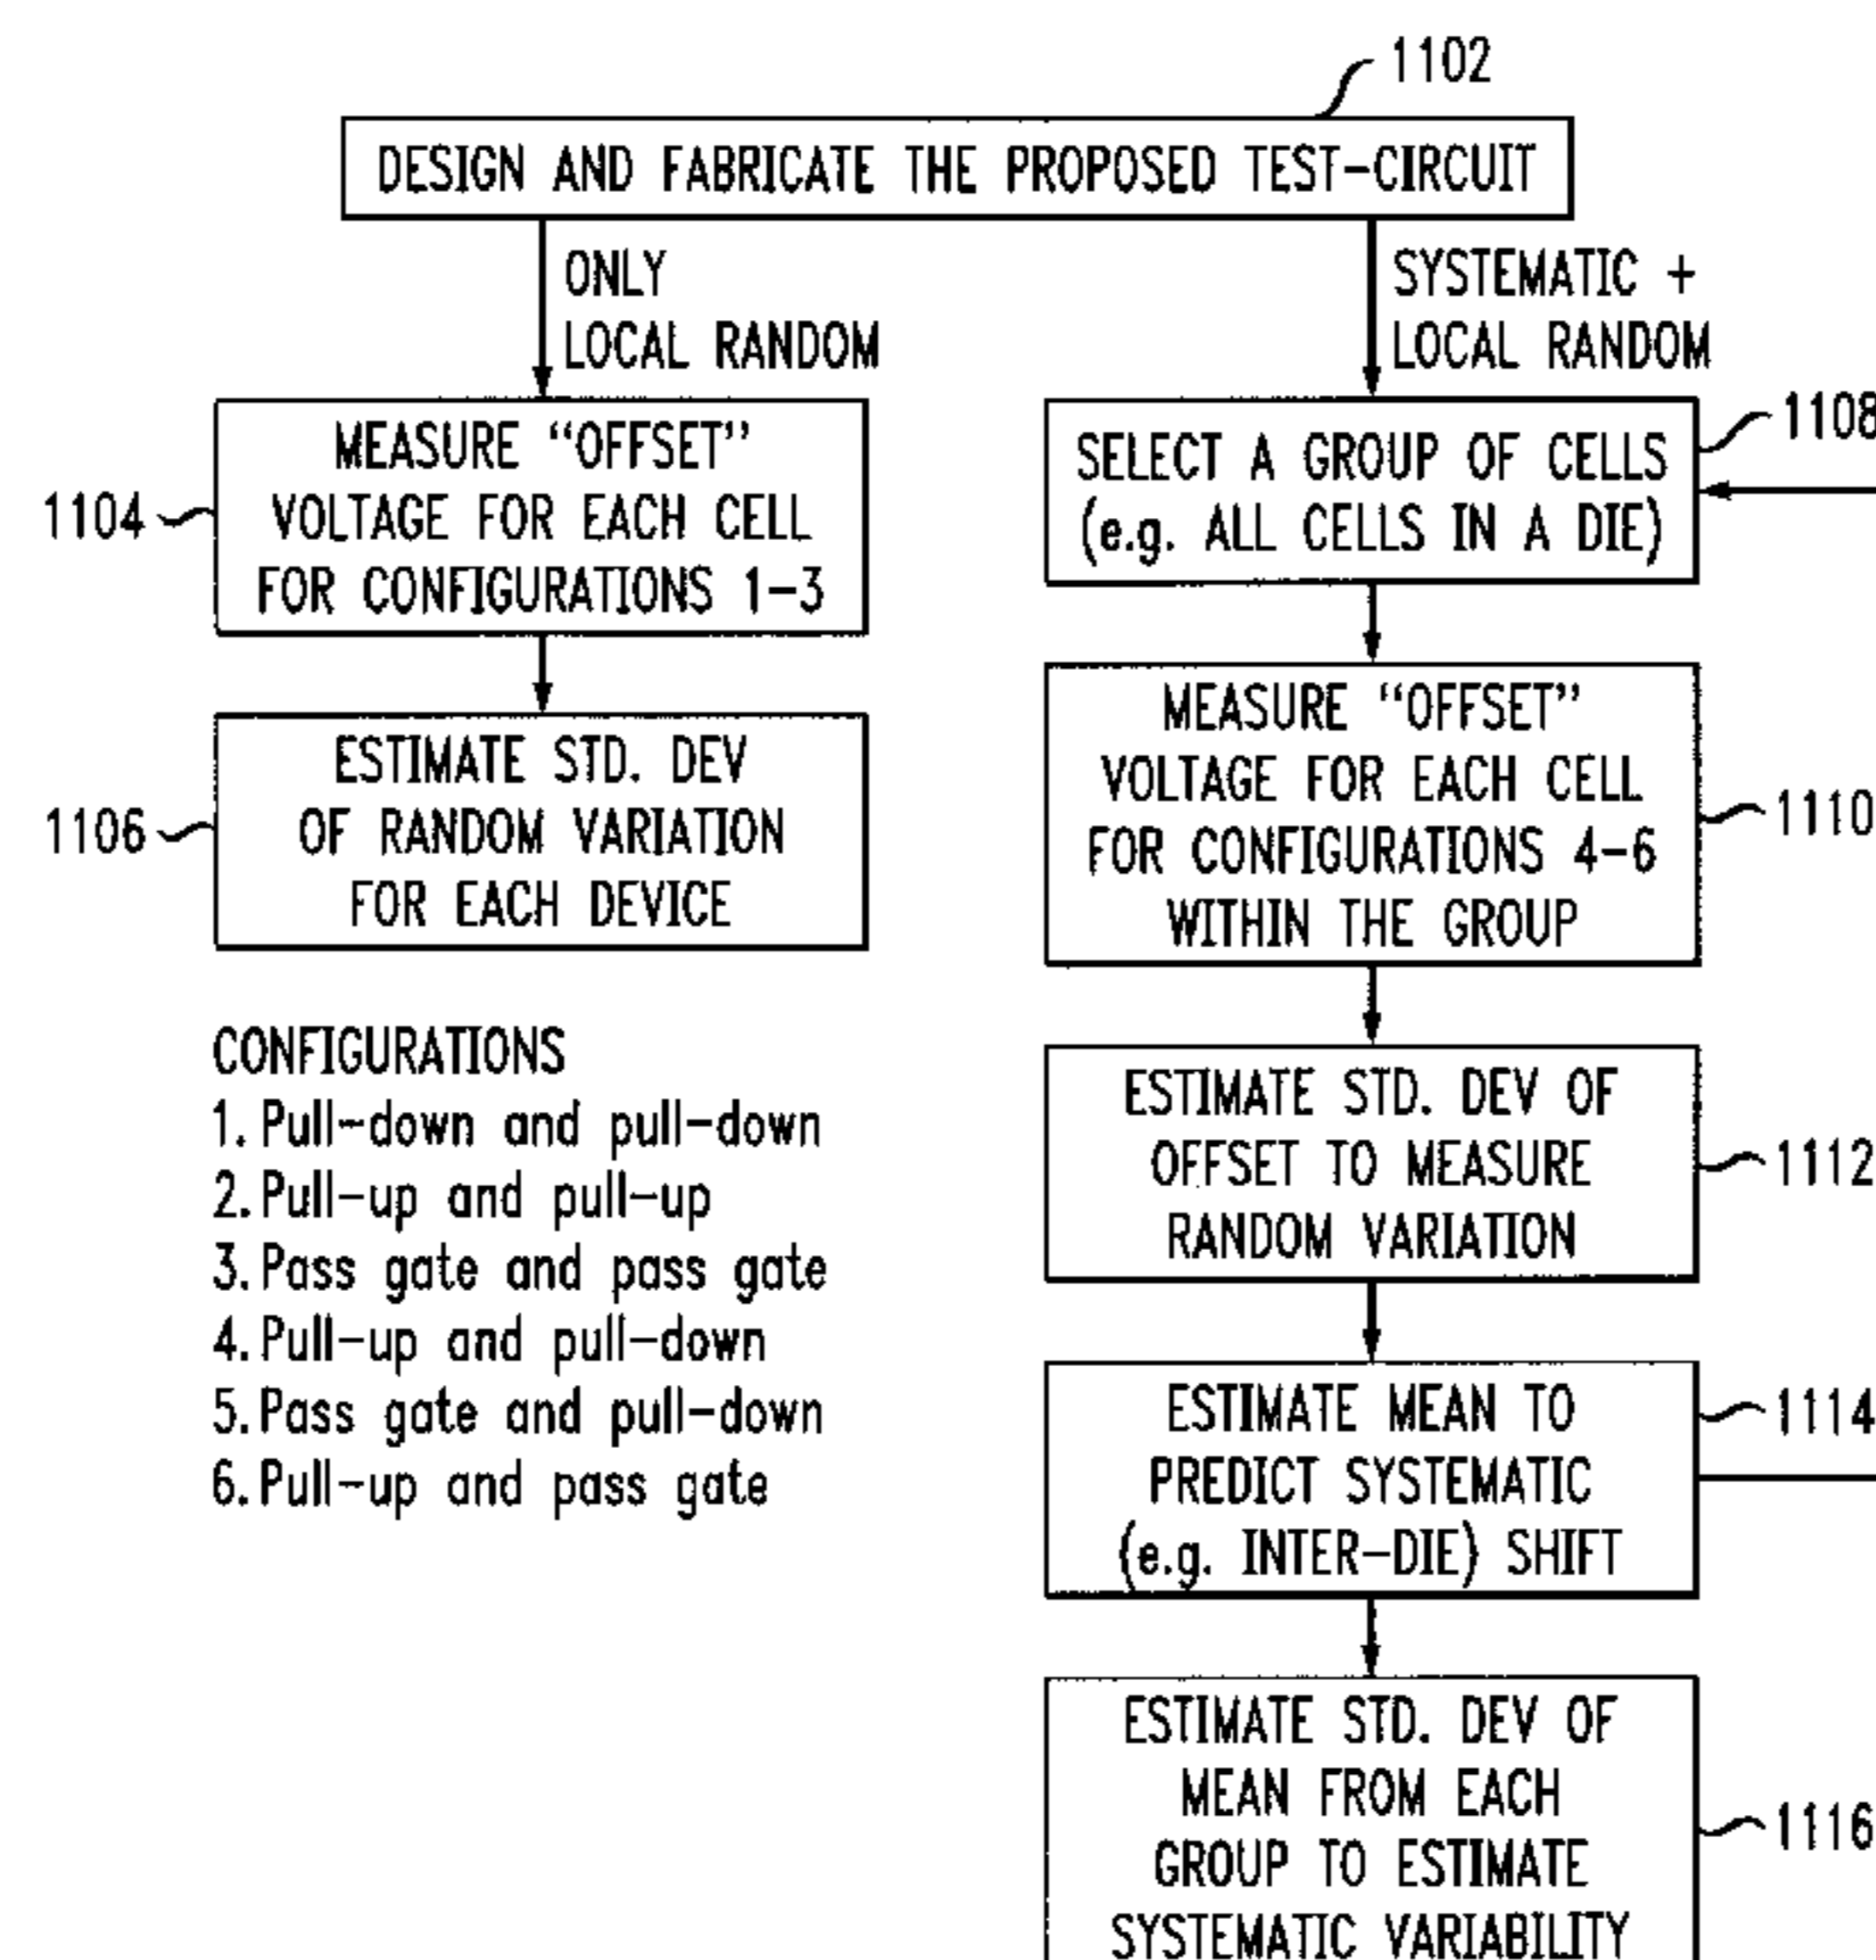 1102
DESIGN AND FABRICATE THE PROPOSED TEST-CIRCUIT
ONLY
LOCAL RANDOM
SYSTEMATIC +
LOCAL RANDOM
1104
MEASURE “OFFSET”
VOLTAGE FOR EACH CELL
FOR CONFIGURATIONS 1-3
1106
ESTIMATE STD. DEV
OF RANDOM VARIATION
FOR EACH DEVICE
CONFIGURATIONS
1. Pull-down and pull-down
2. Pull-up and pull-up
3. Pass gate and pass gate
4. Pull-up and pull-down
5. Pass gate and pull-down
6. Pull-up and pass gate
1108
SELECT A GROUP OF CELLS
(e.g. ALL CELLS IN A DIE)
MEASURE “OFFSET”
VOLTAGE FOR EACH CELL
FOR CONFIGURATIONS 4-6
WITHIN THE GROUP
1110
ESTIMATE STD. DEV OF
OFFSET TO MEASURE
RANDOM VARIATION
1112
ESTIMATE MEAN TO
PREDICT SYSTEMATIC
(e.g. INTER-DIE) SHIFT
1114
ESTIMATE STD. DEV OF
MEAN FROM EACH
GROUP TO ESTIMATE
SYSTEMATIC VARIABILITY
1116